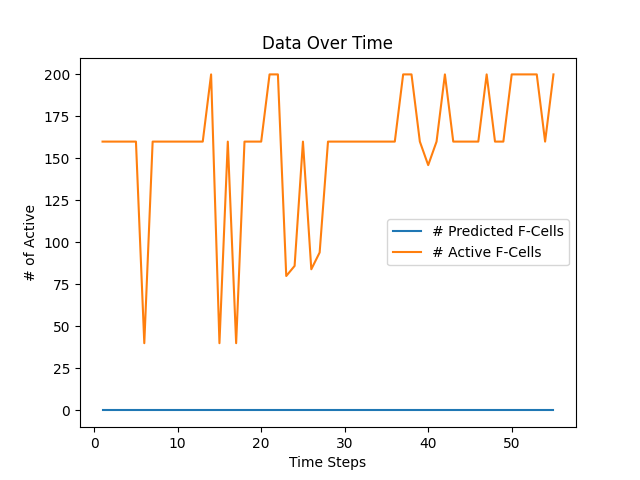 Data Over Time
# of Active
200
175
150
125
100
75
50
25
0
# Predicted F-Cells
# Active F-Cells
0 10 20 30 40 50
Time Steps